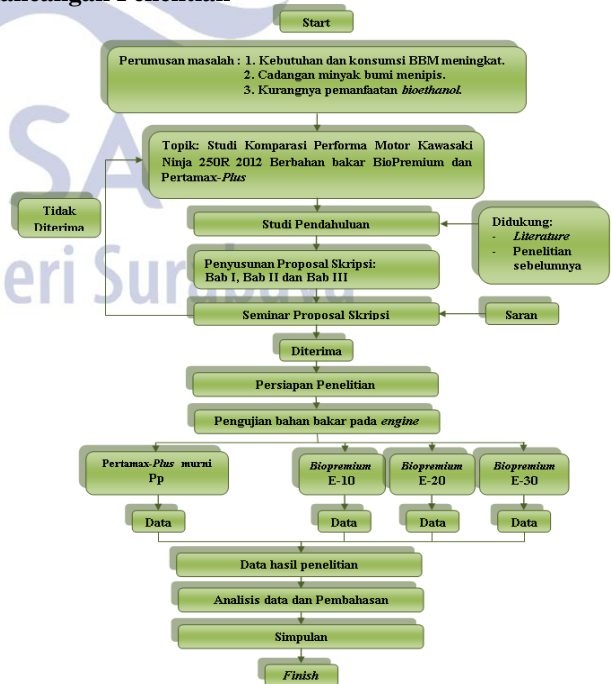 Start
Perumusan masalah : 1. Kebutuhan dan konsumsi BBM meningkat.
2. Cadangan minyak bumi menipis.
3. Kurangnya pemanfaatan bioethanol.
Topik: Studi Komparasi Performa Motor Kawasaki
Ninja 250R 2012 Berbahan bakar BioPremium dan
Pertamax-Plus
Tidak
Diterima
Studi Pendahuluan
Didukung:
- Literature
- Penelitian
sebelumnya
Penyusunan Proposal Skripsi:
Bab I, Bab II dan Bab III
eri Surabaya
Seminar Proposal Skripsi
Saran
Diterima
Persiapan Penelitian
Pengujian bahan bakar pada engine
Pertamax-Plus murni
Pp
Biopremium
E-10
Biopremium
E-20
Biopremium
E-30
Data
Data
Data
Data
Data hasil penelitian
Analisis data dan Pembahasan
Simpulan
Finish